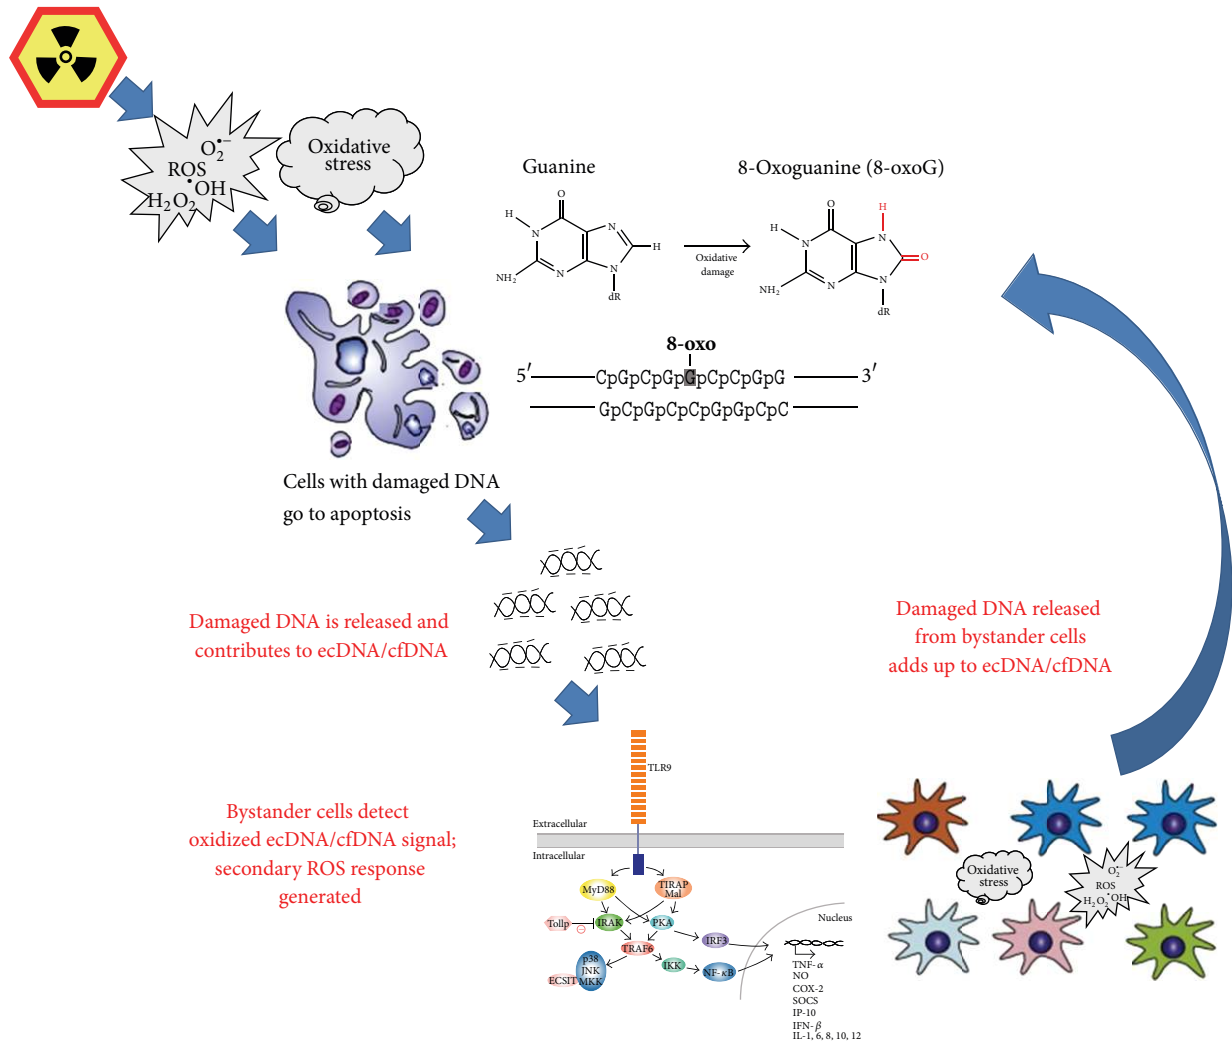 O₂•−
ROS
•OH
H₂O₂
Oxidative
stress
Guanine
O
H
N
N
H
N
N
NH₂
dR
Oxidative
damage
8-Oxoguanine (8-oxoG)
O
H
H
N
N
O
N
N
NH₂
dR
8-oxo
5′ CpGpCpGpGpCpCpGpG 3′
GpCpGpCpCpGpGpCpC
Cells with damaged DNA
go to apoptosis
Damaged DNA is released and
contributes to ecDNA/cfDNA
Damaged DNA released
from bystander cells
adds up to ecDNA/cfDNA
Bystander cells detect
oxidized ecDNA/cfDNA signal;
secondary ROS response
generated
TLR9
Extracellular
Intracellular
MyD88
TIRAP
Mal
Tollp
IRAK
PKA
TRAF6
IRF3
p38
JNK
MKK
ECSIT
IKK
NF-κB
Nucleus
TNF-α
NO
COX-2
SOCS
IP-10
IFN-β
IL-1, 6, 8, 10, 12
Oxidative
stress
O₂•−
ROS
H₂O₂•OH